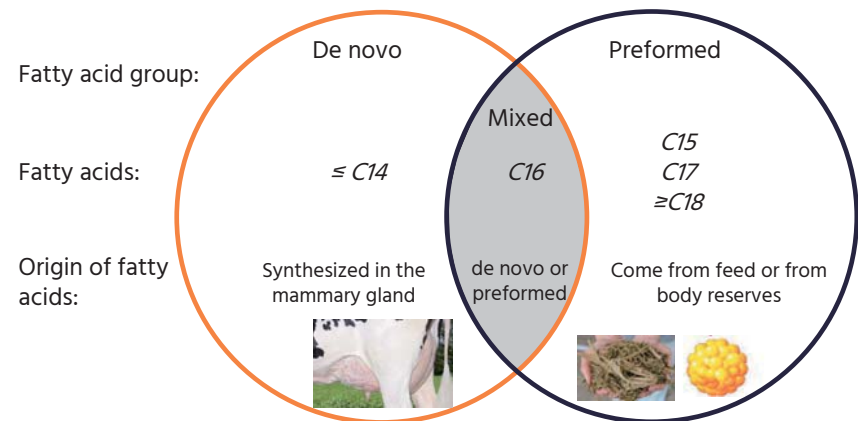 De novo
Preformed
Fatty acid group:
Mixed
Fatty acids:
≤ C14
C16
C15
C17
≥C18
Origin of fatty
acids:
Synthesized in the
mammary gland
de novo or
preformed
Come from feed or from
body reserves